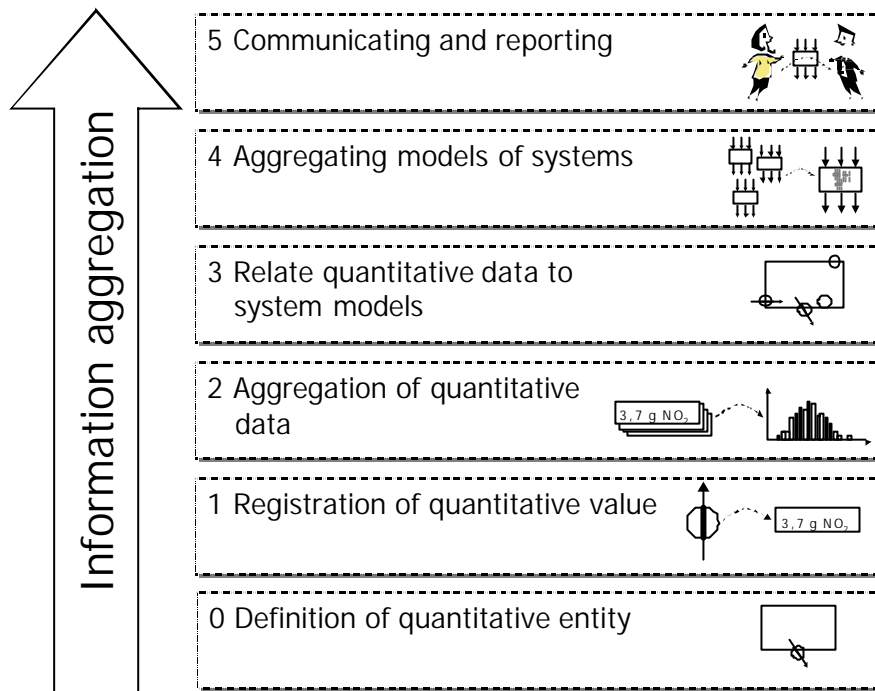 Information aggregation
5 Communicating and reporting
4 Aggregating models of systems
3 Relate quantitative data to
system models
2 Aggregation of quantitative
data
3,7 g NO₂
1 Registration of quantitative value
3,7 g NO₂
0 Definition of quantitative entity